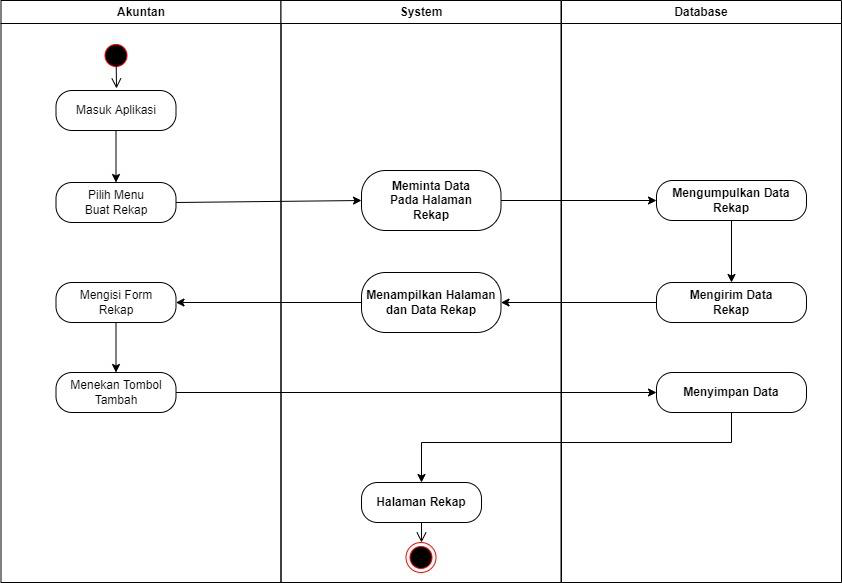 Akuntan
System
Database
Masuk Aplikasi
Pilih Menu
Buat Rekap
Meminta Data
Pada Halaman
Rekap
Mengumpulkan Data
Rekap
Mengirim Data
Rekap
Menampilkan Halaman
dan Data Rekap
Mengisi Form
Rekap
Menekan Tombol
Tambah
Menyimpan Data
Halaman Rekap